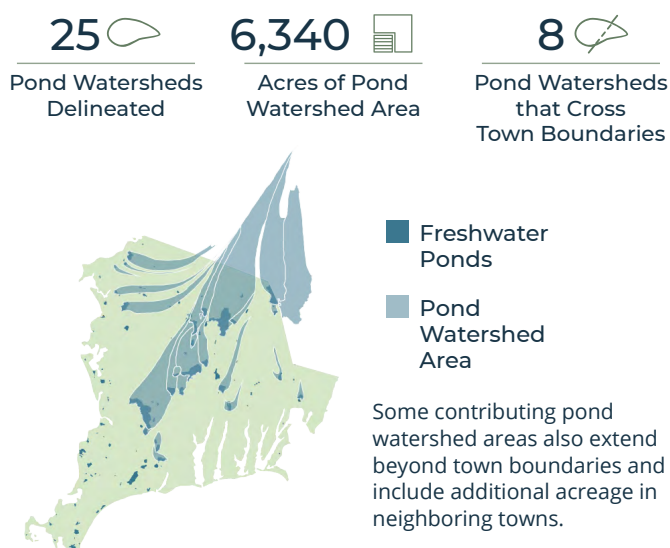 25
Pond Watersheds
Delineated
6,340
Acres of Pond
Watershed Area
8
Pond Watersheds
that Cross
Town Boundaries
Freshwater
Ponds
Pond
Watershed
Area
Some contributing pond
watershed areas also extend
beyond town boundaries and
include additional acreage in
neighboring towns.